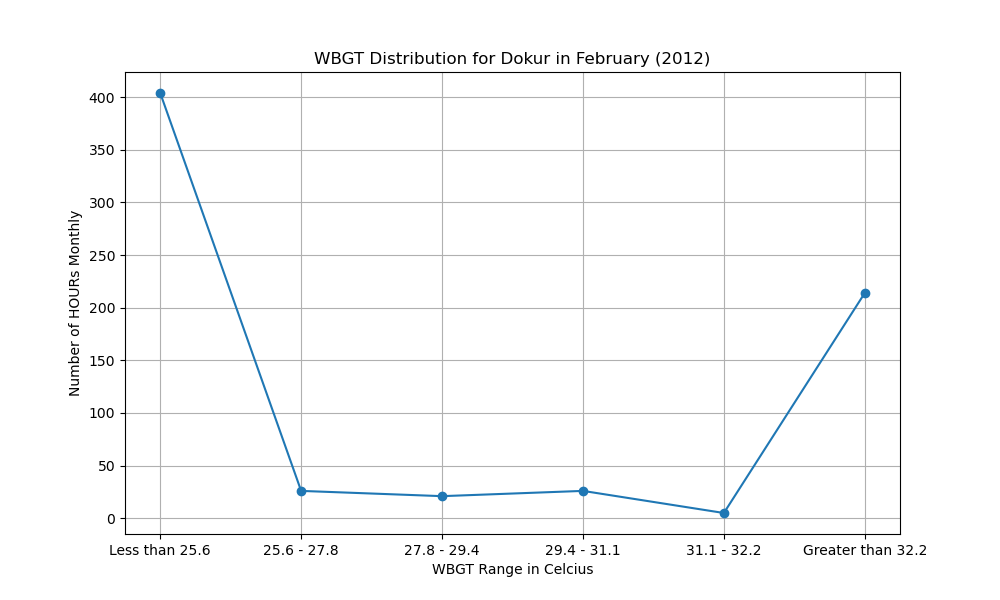 WBGT Distribution for Dokur in February (2012)
Number of HOURs Monthly
400
350
300
250
200
150
100
50
0
Less than 25.6 25.6 - 27.8 27.8 - 29.4 29.4 - 31.1 31.1 - 32.2 Greater than 32.2
WBGT Range in Celcius